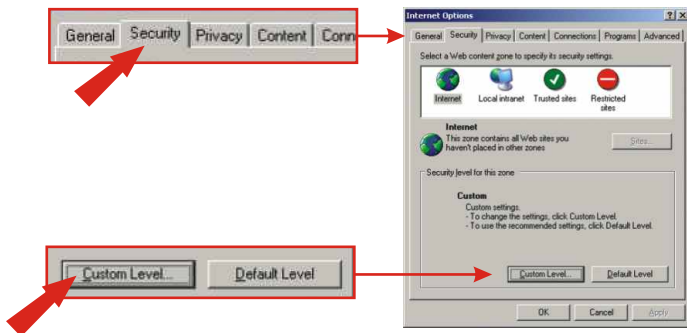 General Security Privacy Content Conn
Internet Options
General Security Privacy Content Connections Programs Advanced
Select a Web content zone to specify its security settings.
Internet Local intranet Trusted sites Restricted
sites
Internet
This zone contains all Web sites you
haven't placed in other zones
Sites...
Security level for this zone
Custom
Custom settings.
- To change the settings, click Custom Level.
- To use the recommended settings, click Default Level.
Custom Level... Default Level
Custom Level... Default Level
OK Cancel Apply